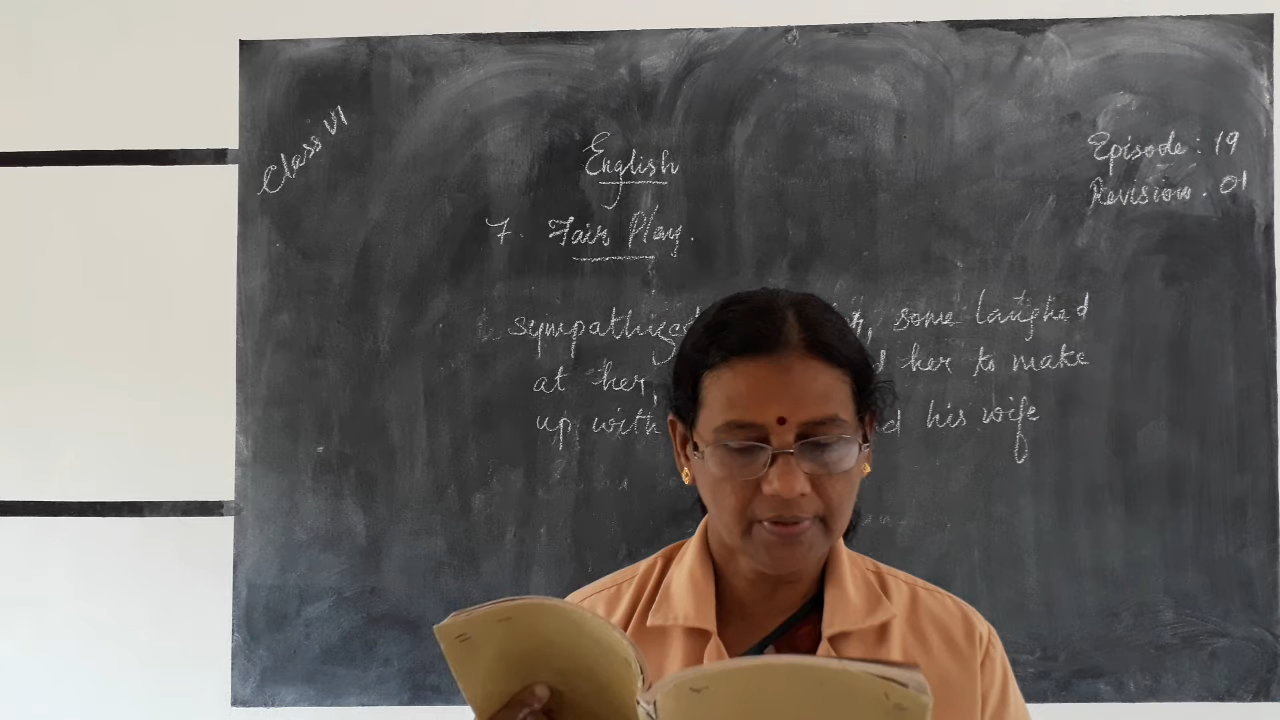 Class VI
English
Episode: 19
Revision. 01
7. Fair Play.
sympathized, some laughed
at her, her to make
up with his wife